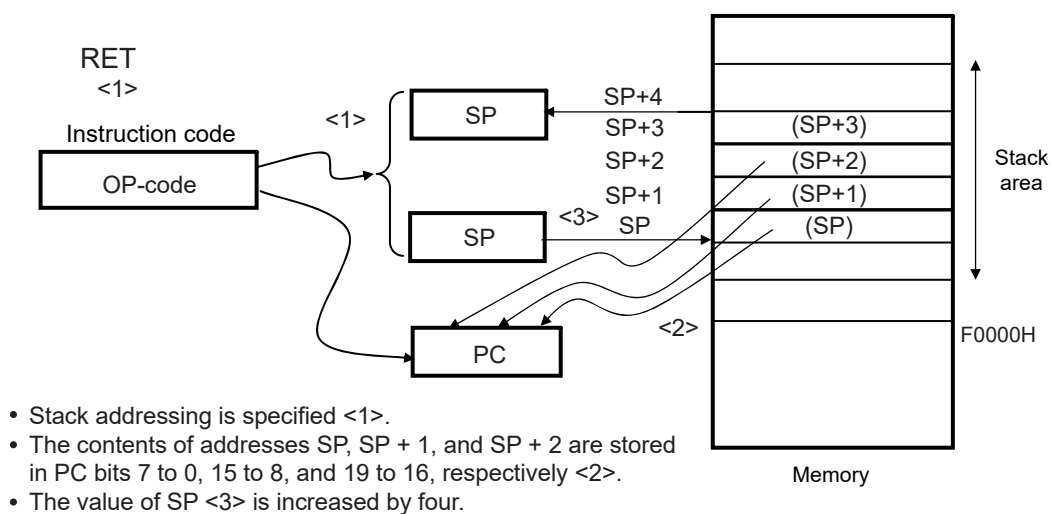 RET
<1>
Instruction code
OP-code
<1>
SP
SP
<3>
SP+4
SP+3
SP+2
SP+1
SP
(SP+3)
(SP+2)
(SP+1)
(SP)
Stack
area
F0000H
<2>
PC
Memory
• Stack addressing is specified <1>.
• The contents of addresses SP, SP + 1, and SP + 2 are stored
in PC bits 7 to 0, 15 to 8, and 19 to 16, respectively <2>.
• The value of SP <3> is increased by four.